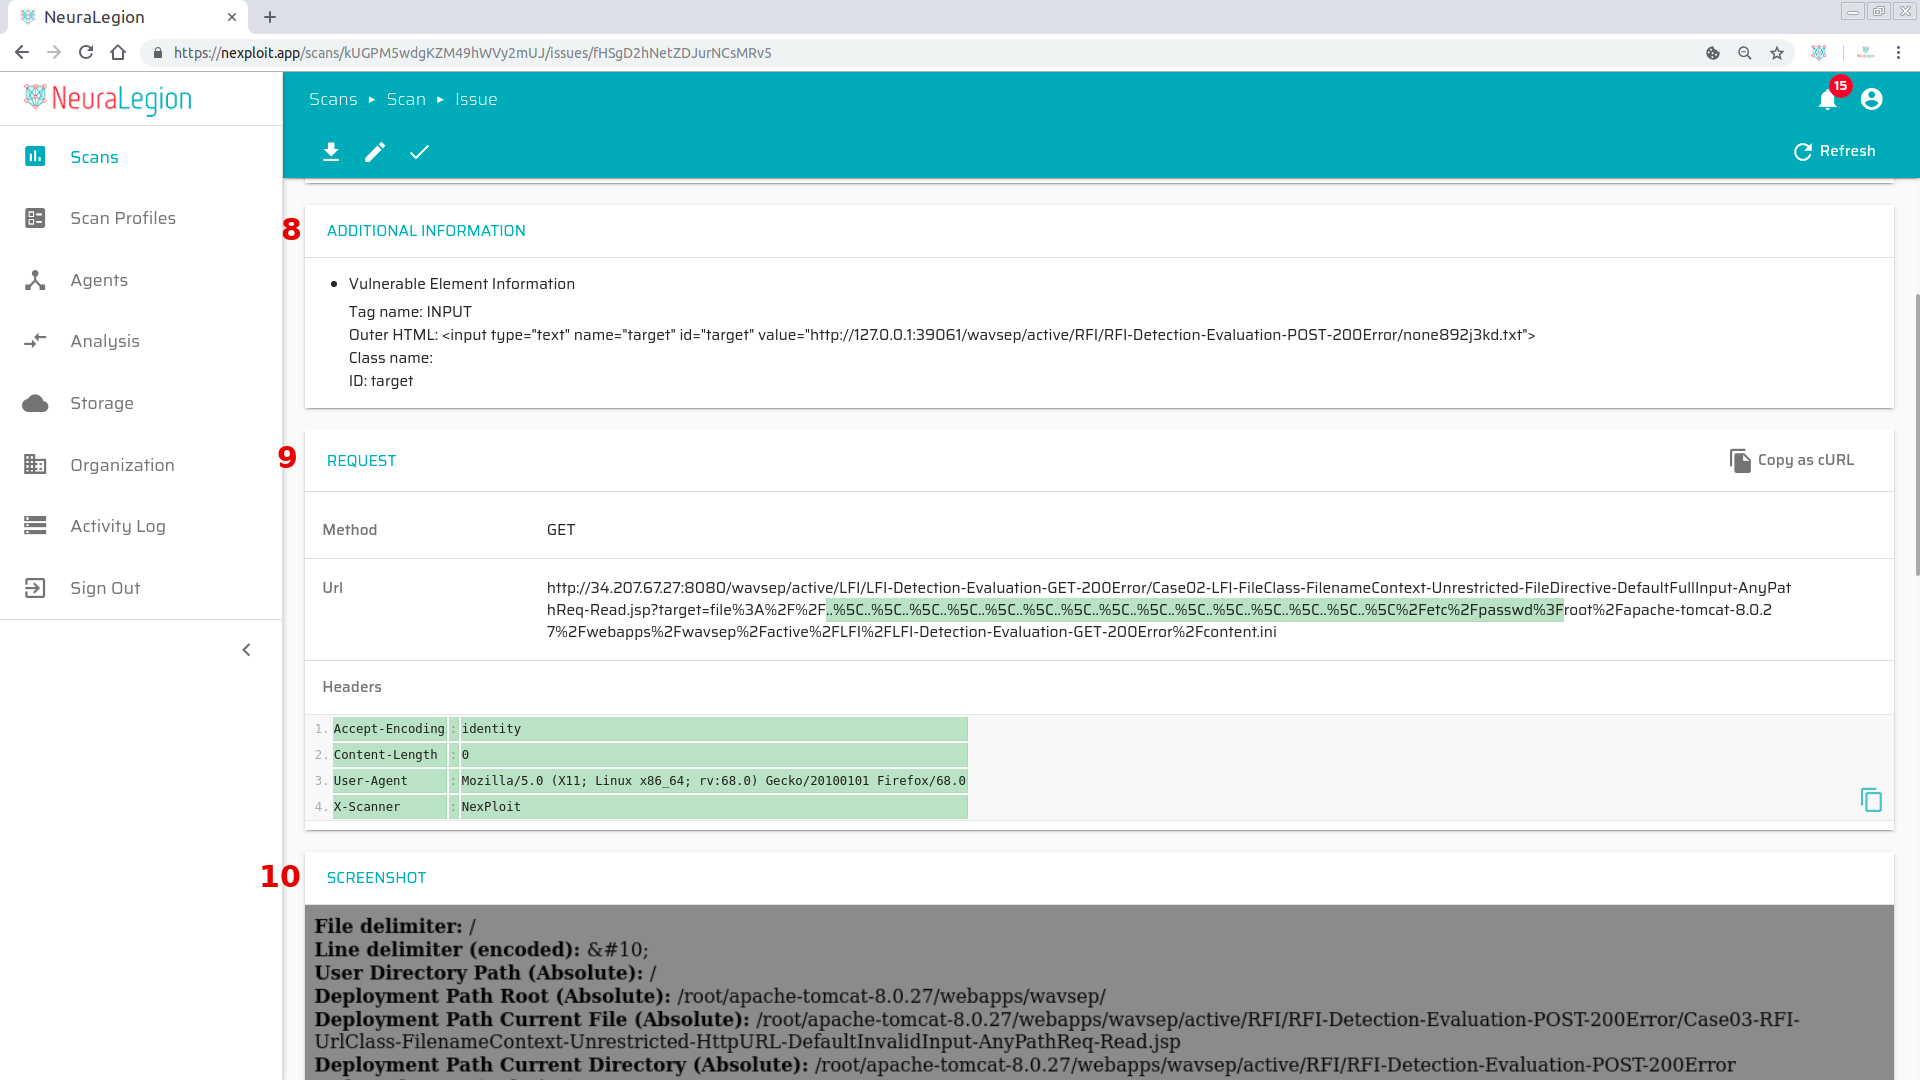 NeuraLegion
https://nexploit.app/scans/kUGPM5wdgKZM49hWVy2mUJ/issues/fHSgD2hNetZDJurNCsMRv5
NeuraLegion
Scans ▸ Scan ▸ Issue
15
Refresh
Scans
Scan Profiles
Agents
Analysis
Storage
Organization
Activity Log
Sign Out
8
ADDITIONAL INFORMATION
• Vulnerable Element Information
Tag name: INPUT
Outer HTML: <input type="text" name="target" id="target" value="http://127.0.0.1:39061/wavsep/active/RFI/RFI-Detection-Evaluation-POST-200Error/none892j3kd.txt">
Class name:
ID: target
9
REQUEST
Copy as cURL
Method GET
Url http://34.207.67.27:8080/wavsep/active/LFI/LFI-Detection-Evaluation-GET-200Error/Case02-LFI-FileClass-FilenameContext-Unrestricted-FileDirective-DefaultFullInput-AnyPat
hReq-Read.jsp?target=file%3A%2F%2F..%5C..%5C..%5C..%5C..%5C..%5C..%5C..%5C..%5C..%5C..%5C..%5C..%5C..%5C..%5C%2Fetc%2Fpasswd%3Froot%2Fapache-tomcat-8.0.2
7%2Fwebapps%2Fwavsep%2Factive%2FLFI%2FLFI-Detection-Evaluation-GET-200Error%2Fcontent.ini
Headers
1. Accept-Encoding : identity
2. Content-Length : 0
3. User-Agent : Mozilla/5.0 (X11; Linux x86_64; rv:68.0) Gecko/20100101 Firefox/68.0
4. X-Scanner : NexPloit
10
SCREENSHOT
File delimiter: /
Line delimiter (encoded): &#10;
User Directory Path (Absolute): /
Deployment Path Root (Absolute): /root/apache-tomcat-8.0.27/webapps/wavsep/
Deployment Path Current File (Absolute): /root/apache-tomcat-8.0.27/webapps/wavsep/active/RFI/RFI-Detection-Evaluation-POST-200Error/Case03-RFI-
UrlClass-FilenameContext-Unrestricted-HttpURL-DefaultInvalidInput-AnyPathReq-Read.jsp
Deployment Path Current Directory (Absolute): /root/apache-tomcat-8.0.27/webapps/wavsep/active/RFI/RFI-Detection-Evaluation-POST-200Error